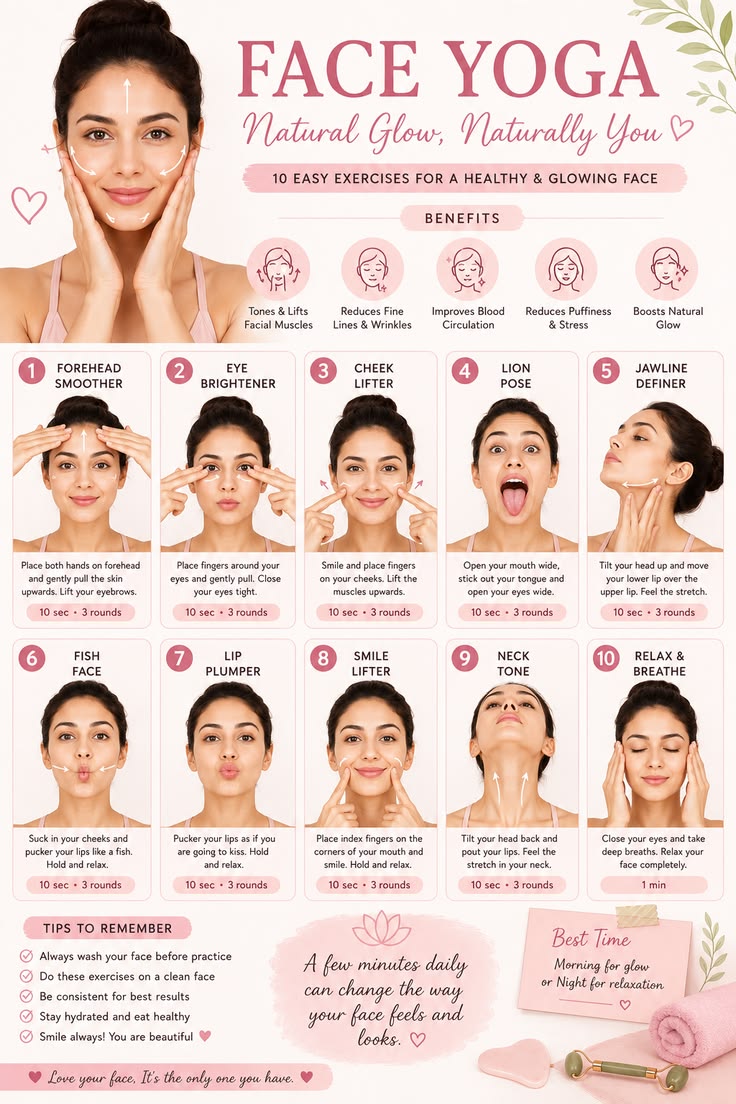 FACE YOGA
Natural Glow, Naturally You
10 EASY EXERCISES FOR A HEALTHY & GLOWING FACE
BENEFITS
Tones & Lifts
Facial Muscles
Reduces Fine
Lines & Wrinkles
Improves Blood
Circulation
Reduces Puffiness
& Stress
Boosts Natural
Glow
1 FOREHEAD
SMOOTHER
Place both hands on forehead
and gently pull the skin
upwards. Lift your eyebrows.
10 sec • 3 rounds
2 EYE
BRIGHTENER
Place fingers around your
eyes and gently pull. Close
your eyes tight.
10 sec • 3 rounds
3 CHEEK
LIFTER
Smile and place fingers
on your cheeks. Lift the
muscles upwards.
10 sec • 3 rounds
4 LION
POSE
Open your mouth wide,
stick out your tongue and
open your eyes wide.
10 sec • 3 rounds
5 JAWLINE
DEFINER
Tilt your head up and move
your lower lip over the
upper lip. Feel the stretch.
10 sec • 3 rounds
6 FISH
FACE
Suck in your cheeks and
pucker your lips like a fish.
Hold and relax.
10 sec • 3 rounds
7 LIP
PLUMPER
Pucker your lips as if you
are going to kiss. Hold
and relax.
10 sec • 3 rounds
8 SMILE
LIFTER
Place index fingers on the
corners of your mouth and
smile. Hold and relax.
10 sec • 3 rounds
9 NECK
TONE
Tilt your head back and
pout your lips. Feel the
stretch in your neck.
10 sec • 3 rounds
10 RELAX &
BREATHE
Close your eyes and take
deep breaths. Relax your
face completely.
1 min
TIPS TO REMEMBER
Always wash your face before practice
Do these exercises on a clean face
Be consistent for best results
Stay hydrated and eat healthy
Smile always! You are beautiful
A few minutes daily
can change the way
your face feels and
looks.
Best Time
Morning for glow
or Night for relaxation
Love your face, It's the only one you have.